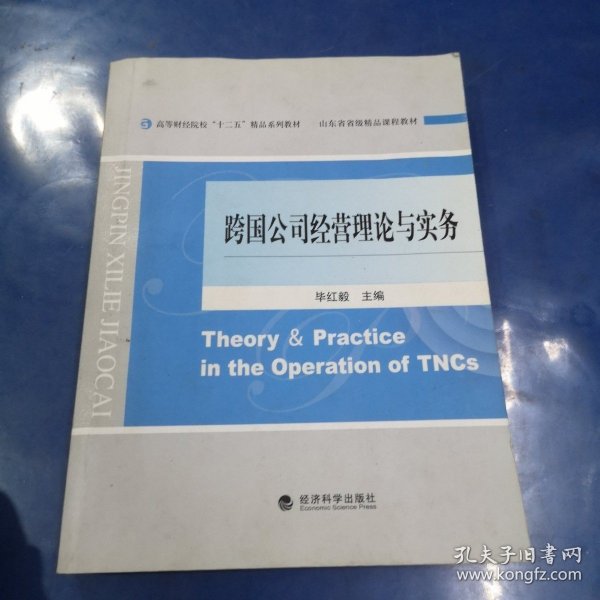 高等财经院校“十二五”精品系列教材 山东省省级精品课程教材
JINGPIN XILIE JIAOCAI
跨国公司经营理论与实务
毕红毅 主编
Theory & Practice
in the Operation of TNCs
经济科学出版社
Economic Science Press
孔夫子旧书网
www.kongfz.com